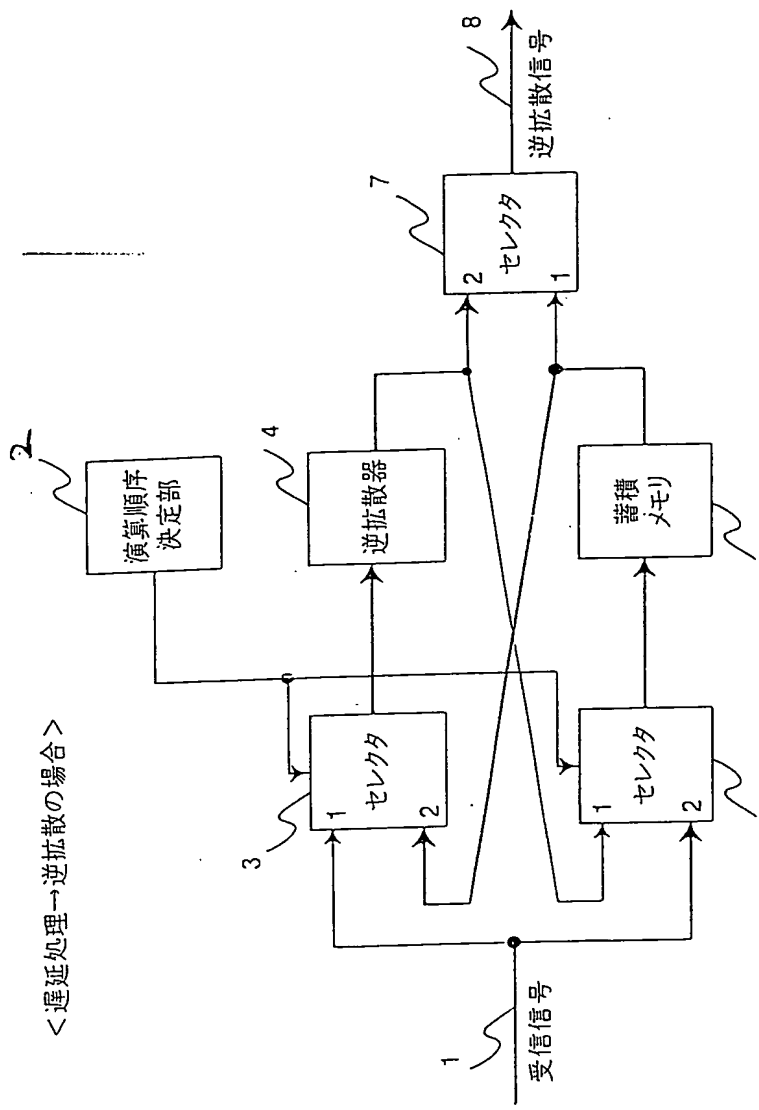 <遅延処理→逆拡散の場合>
2
演算順序
決定部
3
1
セレクタ
2
4
逆拡散器
7
2
セレクタ
1
8
逆拡散信号
1
受信信号
1
セレクタ
2
蓄積
メモリ